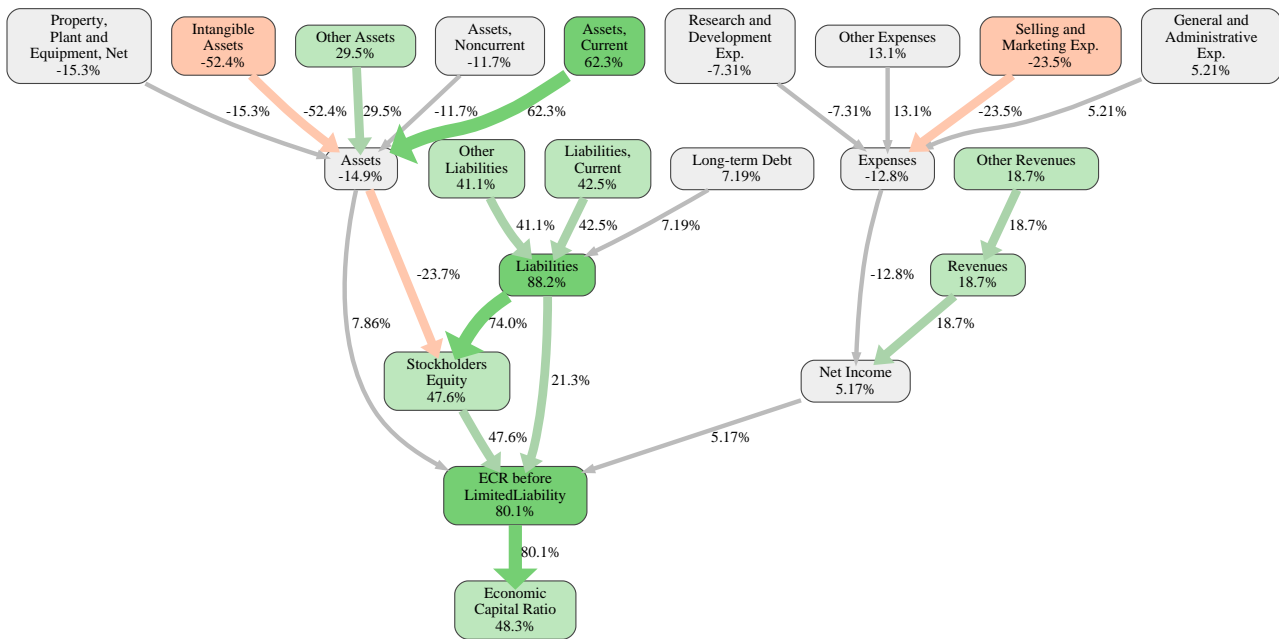 Property,
Plant and
Equipment, Net
-15.3%
Intangible
Assets
-52.4%
Other Assets
29.5%
Assets,
Noncurrent
-11.7%
Assets,
Current
62.3%
Research and
Development Exp.
-7.31%
Other Expenses
13.1%
Selling and
Marketing Exp.
-23.5%
General and
Administrative
Exp.
5.21%
-15.3%
-52.4%
29.5%
-11.7%
62.3%
-7.31%
13.1%
-23.5%
5.21%
Assets
-14.9%
Other
Liabilities
41.1%
Liabilities,
Current
42.5%
Long-term Debt
7.19%
Expenses
-12.8%
Other Revenues
18.7%
41.1%
42.5%
7.19%
18.7%
-23.7%
Liabilities
88.2%
-12.8%
Revenues
18.7%
7.86%
74.0%
18.7%
Stockholders
Equity
47.6%
21.3%
Net Income
5.17%
47.6%
5.17%
ECR before
LimitedLiability
80.1%
80.1%
Economic
Capital Ratio
48.3%